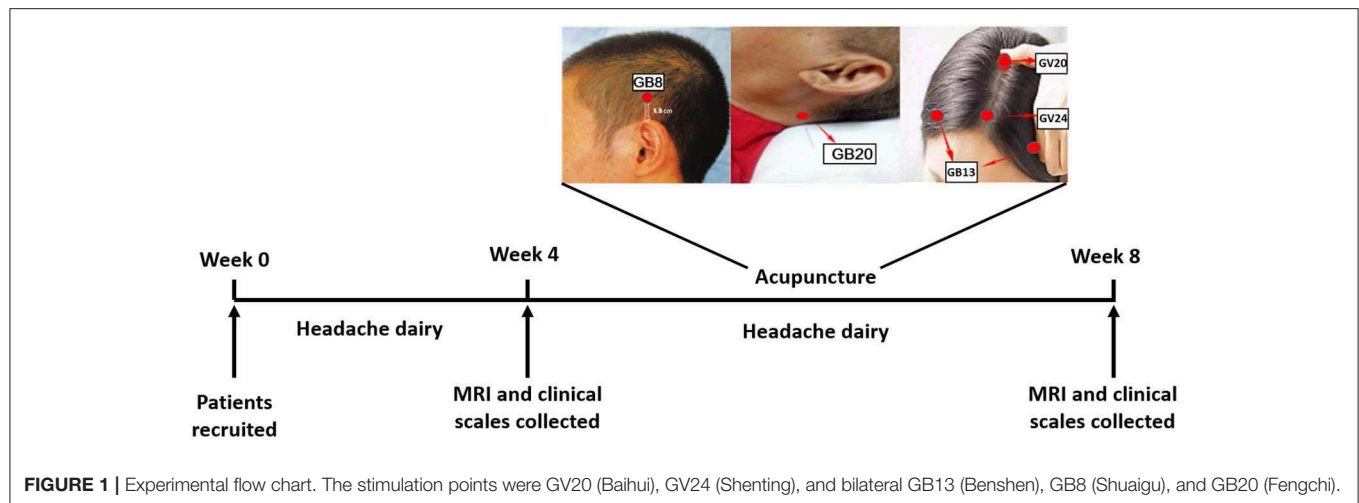 GB8
1.5 cm
GB20
GV20
GV24
GB13
Week 0
Week 4
Acupuncture
Week 8
Headache dairy
Headache dairy
Patients
recruited
MRI and clinical
scales collected
MRI and clinical
scales collected
FIGURE 1 | Experimental flow chart. The stimulation points were GV20 (Baihui), GV24 (Shenting), and bilateral GB13 (Benshen), GB8 (Shuaigu), and GB20 (Fengchi).